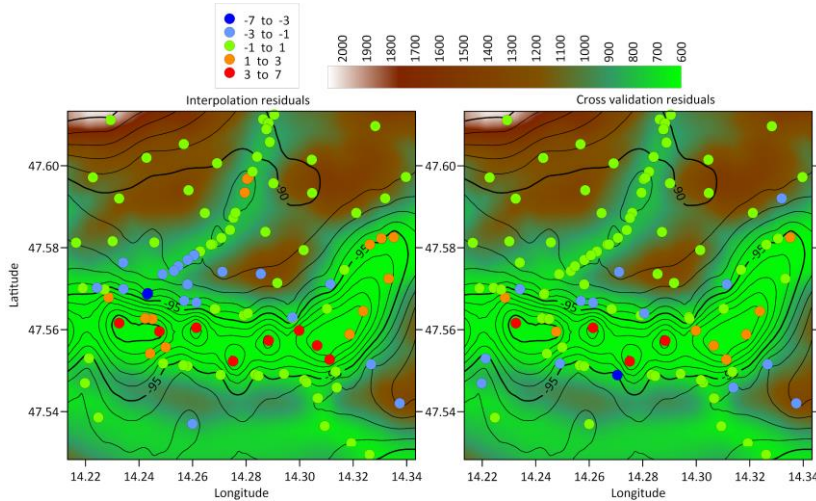 -7 to -3
-3 to -1
-1 to 1
1 to 3
3 to 7
2000 1900 1800 1700 1600 1500 1400 1300 1200 1100 1000 900 800 700 600
Interpolation residuals
Cross validation residuals
-90
-90
47.60
47.60
47.58
47.58
-95
-95
-95
-95
Latitude
47.56
47.56
-95
-95
47.54
47.54
14.22 14.24 14.26 14.28 14.30 14.32 14.34
14.22 14.24 14.26 14.28 14.30 14.32 14.34
Longitude
Longitude